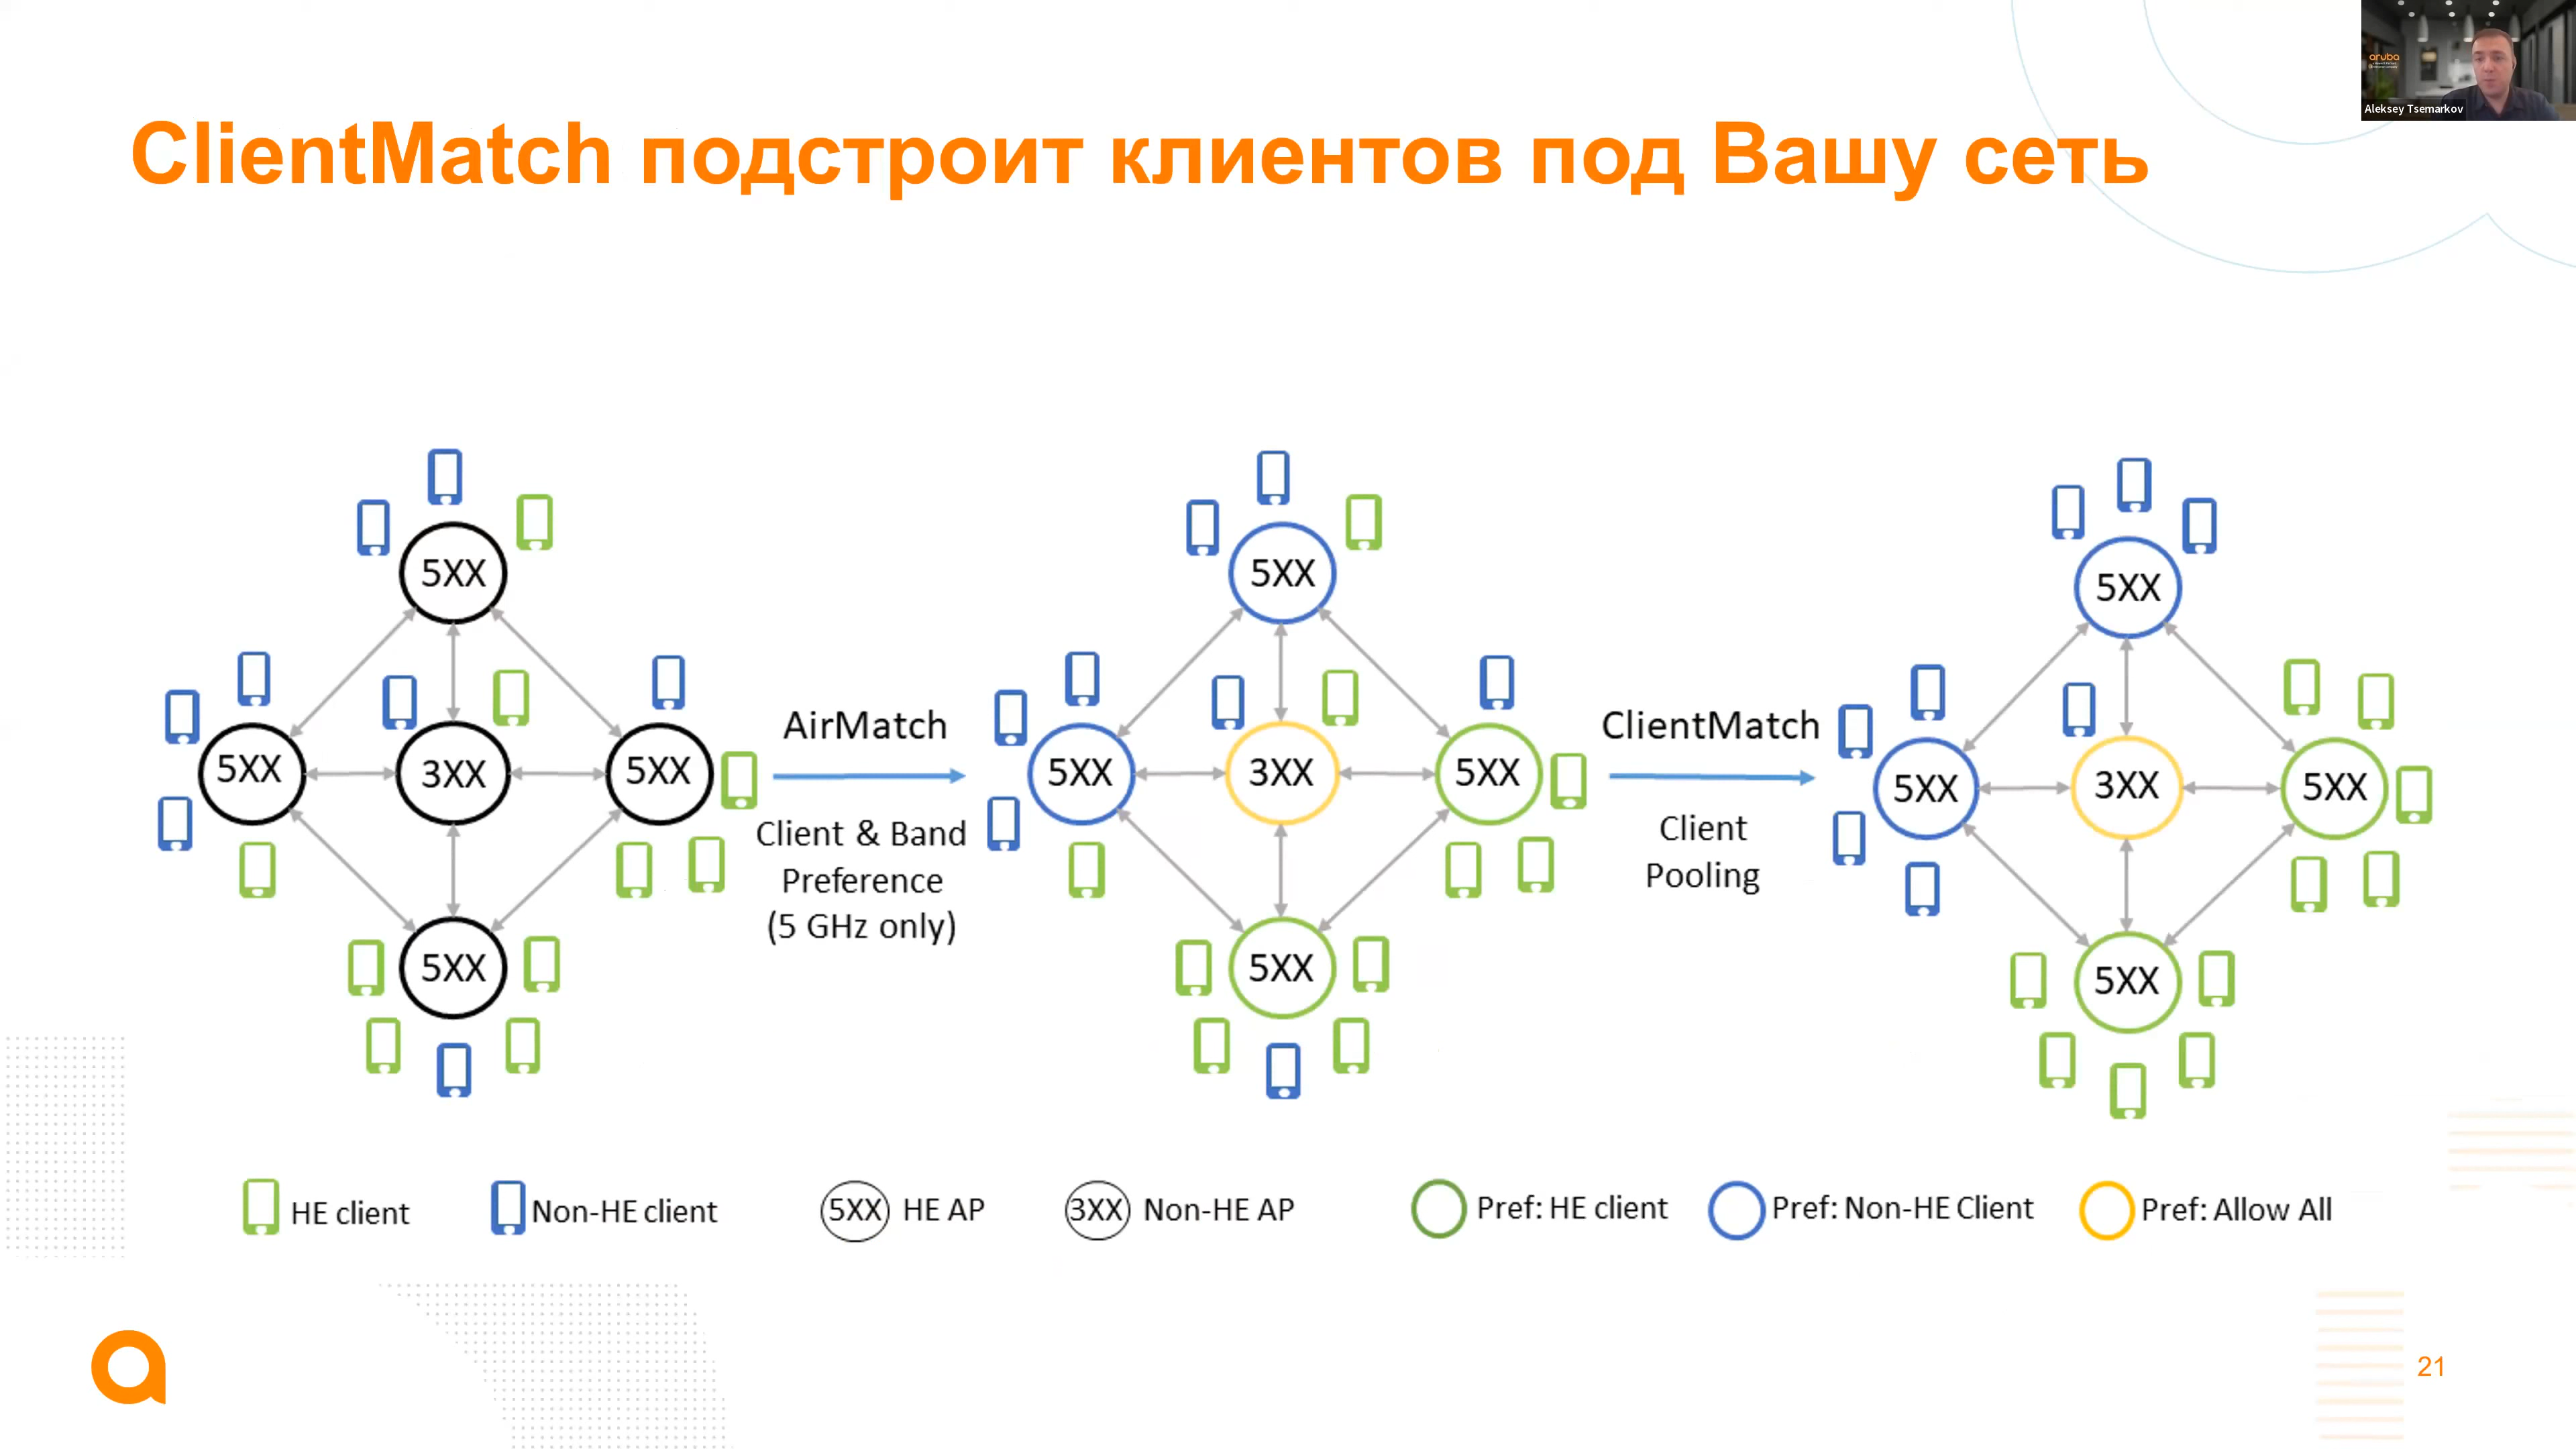 aruba
Aleksey Tsemarkov
ClientMatch подстроит клиентов под Вашу сеть
5XX
5XX
3XX
5XX
5XX
AirMatch
Client & Band
Preference
(5 GHz only)
5XX
5XX
3XX
5XX
5XX
ClientMatch
Client
Pooling
5XX
5XX
3XX
5XX
5XX
HE client
Non-HE client
5XX HE AP
3XX Non-HE AP
Pref: HE client
Pref: Non-HE Client
Pref: Allow All
21